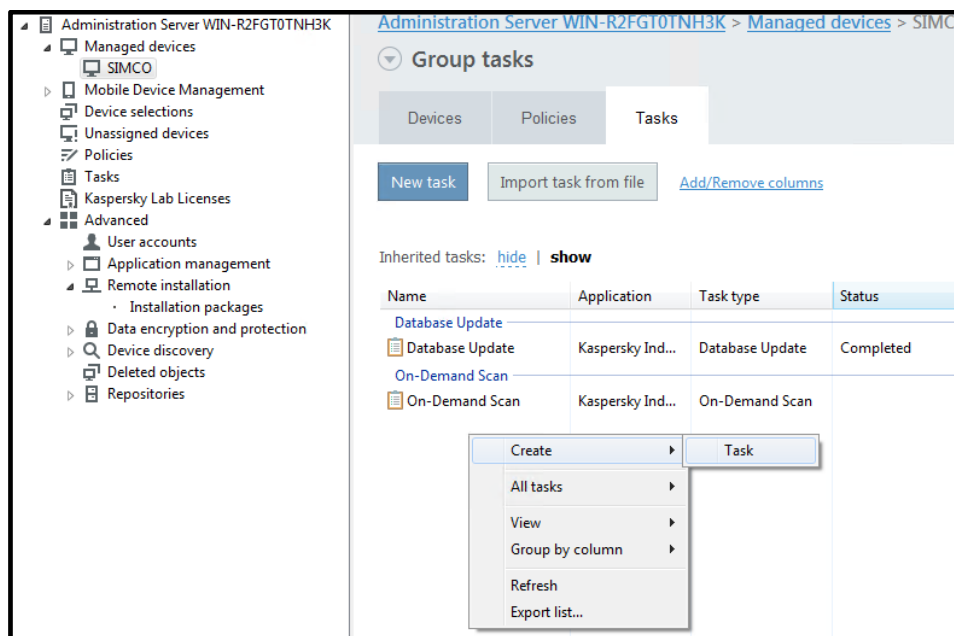 Administration Server WIN-R2FGT0TNH3K
Managed devices
SIMCO
Mobile Device Management
Device selections
Unassigned devices
Policies
Tasks
Kaspersky Lab Licenses
Advanced
User accounts
Application management
Remote installation
Installation packages
Data encryption and protection
Device discovery
Deleted objects
Repositories
Administration Server WIN-R2FGT0TNH3K > Managed devices > SIMC
Group tasks
Devices Policies Tasks
New task Import task from file Add/Remove columns
Inherited tasks: hide | show
Name Application Task type Status
Database Update
Database Update Kaspersky Ind... Database Update Completed
On-Demand Scan
On-Demand Scan Kaspersky Ind... On-Demand Scan
Create Task
All tasks
View
Group by column
Refresh
Export list...